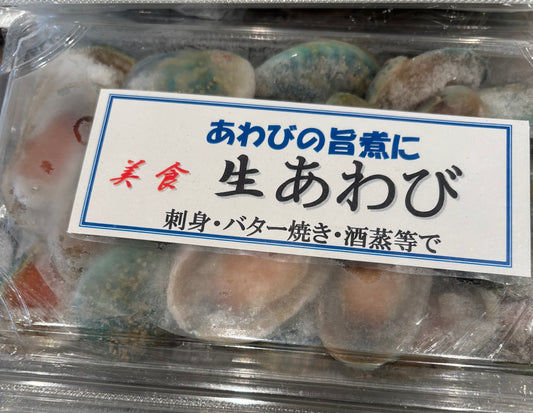 あわびの旨煮に
美食 生あわび
刺身・バター焼き・酒蒸等で